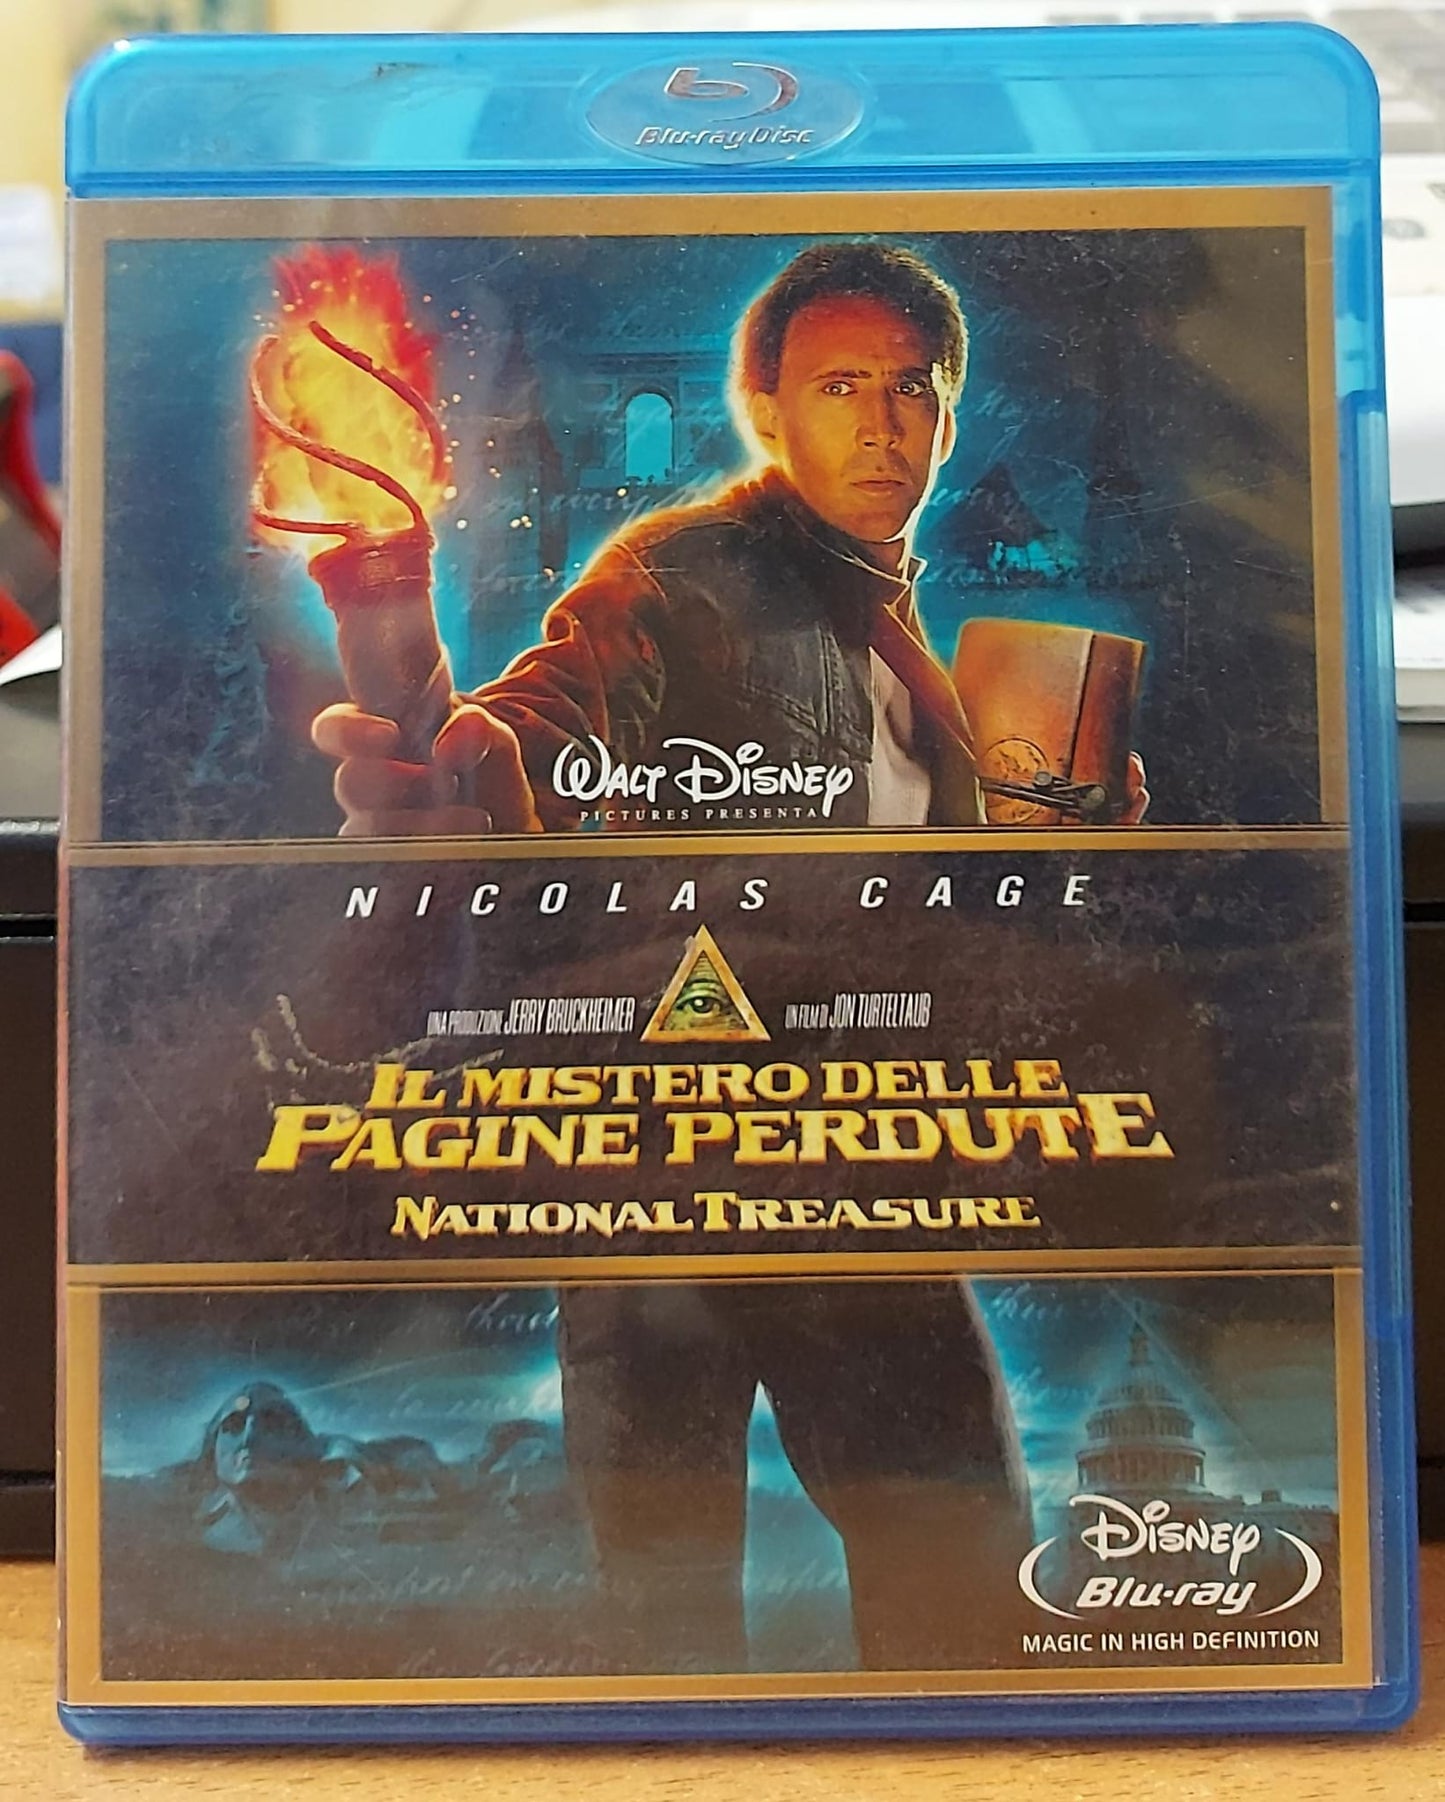 Blu-ray Disc
WALT DISNEY
PICTURES PRESENTA
NICOLAS CAGE
UNA PRODUZIONE JERRY BRUCKHEIMER
UN FILM DI JON TURTELTAUB
IL MISTERO DELLE
PAGINE PERDUTE
NATIONAL TREASURE
DISNEY
Blu-ray
MAGIC IN HIGH DEFINITION